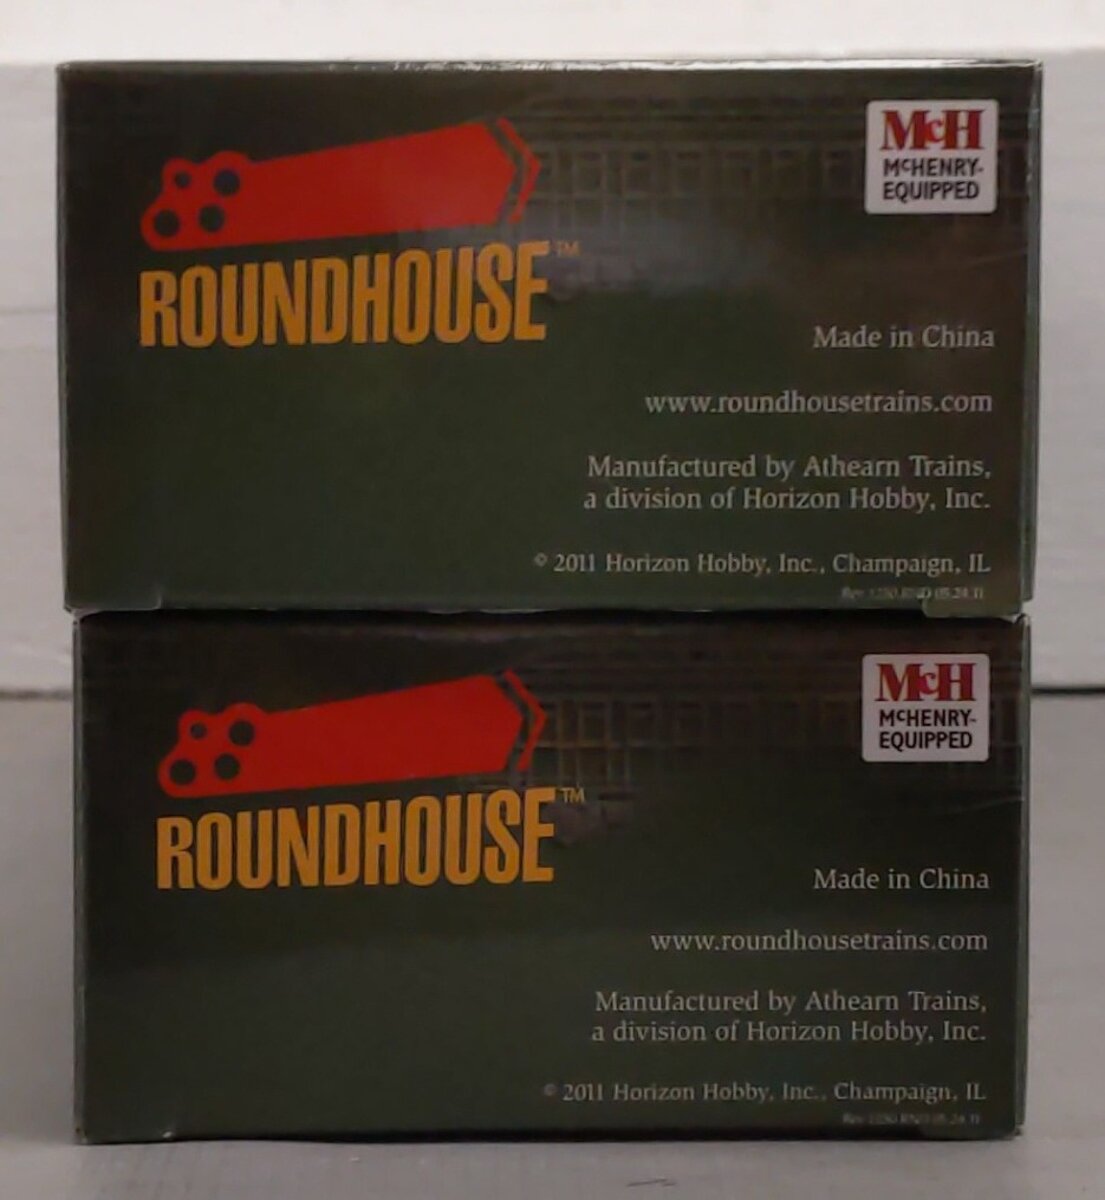 McH
McHENRY-
EQUIPPED
ROUNDHOUSE™
Made in China
www.roundhousetrains.com
Manufactured by Athearn Trains,
a division of Horizon Hobby, Inc.
© 2011 Horizon Hobby, Inc., Champaign, IL
McH
McHENRY-
EQUIPPED
ROUNDHOUSE™
Made in China
www.roundhousetrains.com
Manufactured by Athearn Trains,
a division of Horizon Hobby, Inc.
© 2011 Horizon Hobby, Inc., Champaign, IL